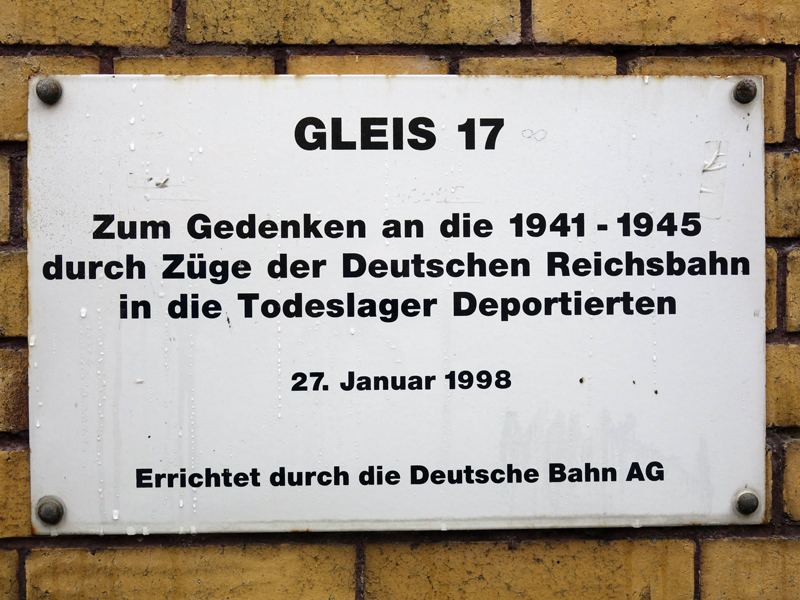 GLEIS 17
Zum Gedenken an die 1941 - 1945
durch Züge der Deutschen Reichsbahn
in die Todeslager Deportierten
27. Januar 1998
Errichtet durch die Deutsche Bahn AG